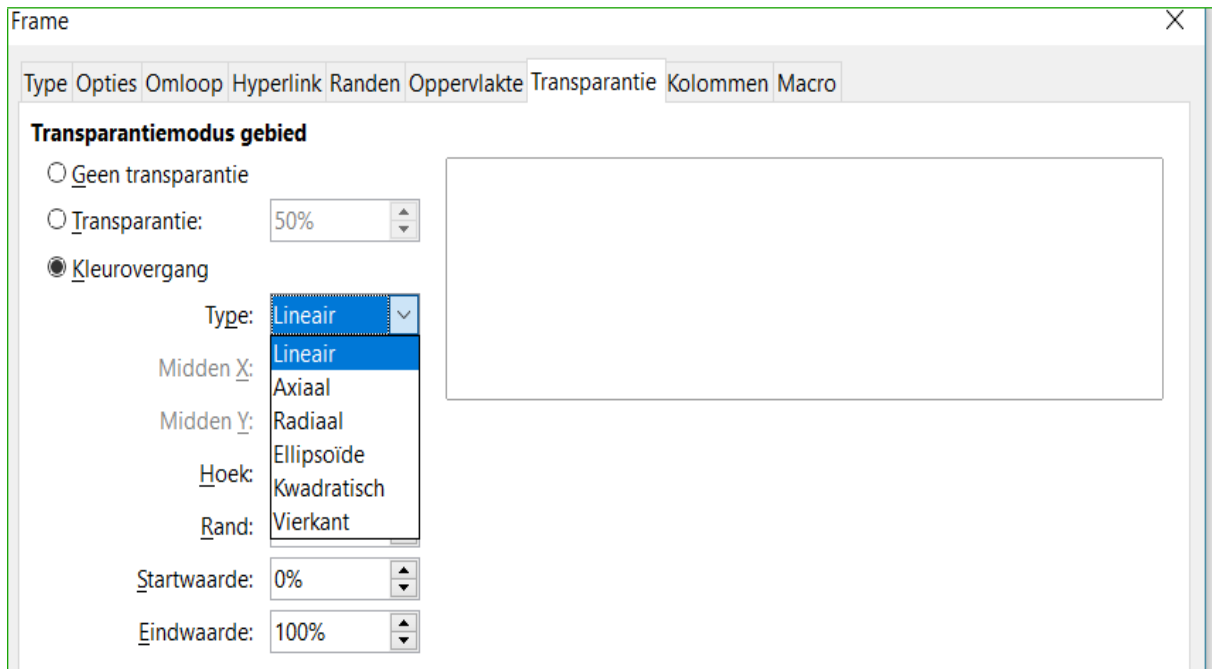 Frame
Type Opties Omloop Hyperlink Randen Oppervlakte Transparantie Kolommen Macro
Transparantiemodus gebied
Geen transparantie
Transparantie: 50%
Kleurovergang
Type: Lineair
Lineair
Midden X:
Axiaal
Midden Y: Radiaal
Ellipsoïde
Hoek:
Kwadratisch
Rand: Vierkant
Startwaarde: 0%
Eindwaarde: 100%